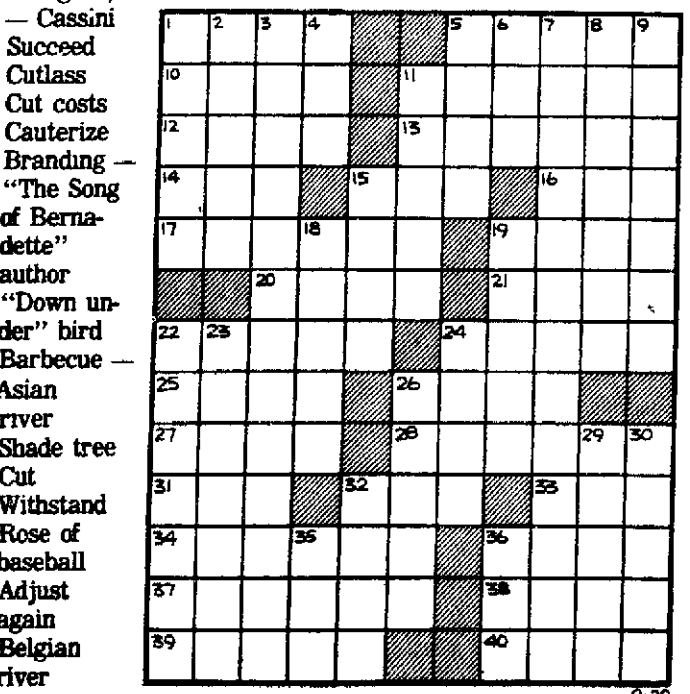 — Cassini
Succeed
Cutlass
Cut costs
Cauterize
Branding —
"The Song
of Berna-
dette"
author
"Down un-
der" bird
Barbecue —
Asian
river
Shade tree
Cut
Withstand
Rose of
baseball
Adjust
again
Belgian
river
1 2 3 4 5 6 7 8 9
10 11
12 13
14 15 16
17 18 19
20 21
22 23 24
25 26
27 28 29 30
31 32 33
34 35 36
37 38
39 40